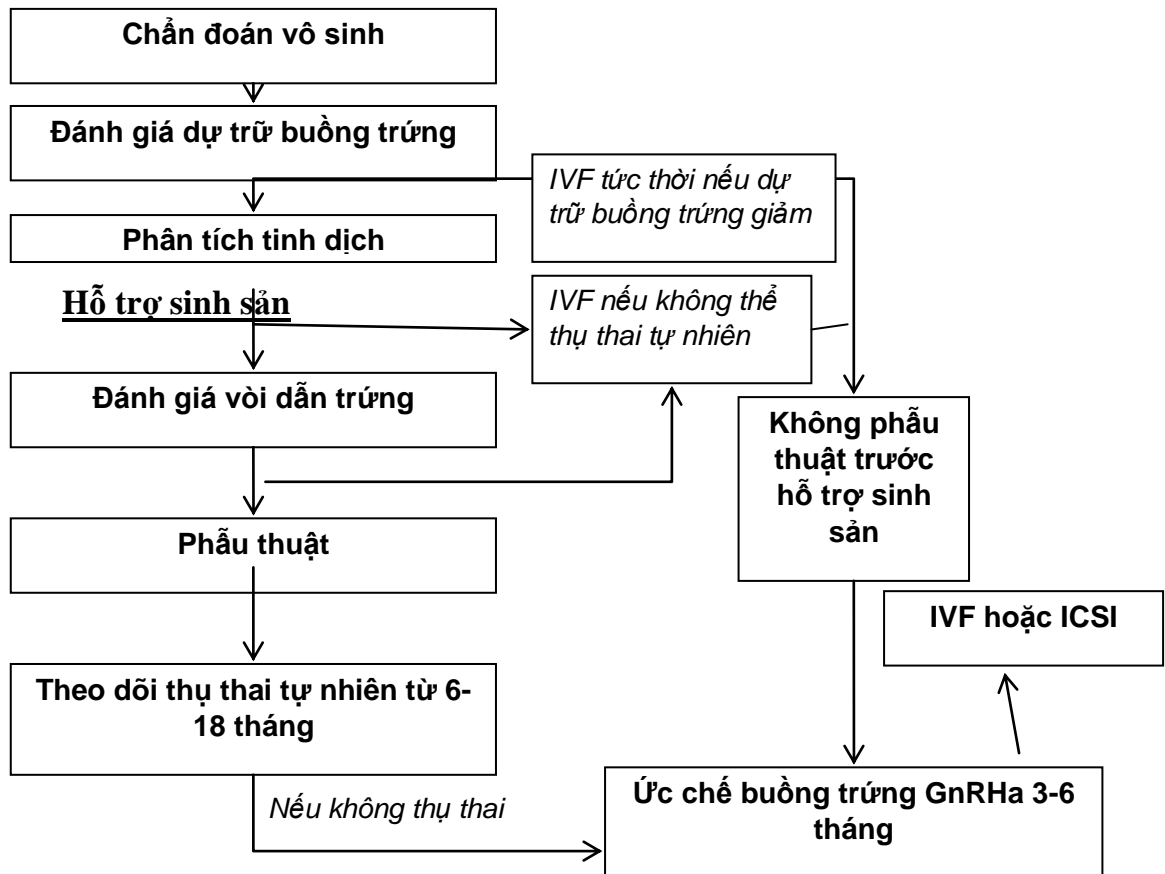 Chẩn đoán vô sinh
Đánh giá dự trữ buồng trứng
IVF tức thời nếu dự
trữ buồng trứng giảm
Phân tích tinh dịch
Hỗ trợ sinh sản
IVF nếu không thể
thụ thai tự nhiên
Đánh giá vòi dẫn trứng
Không phẫu
thuật trước
hỗ trợ sinh
sản
Phẫu thuật
IVF hoặc ICSI
Theo dõi thụ thai tự nhiên từ 6-
18 tháng
Nếu không thụ thai
Ức chế buồng trứng GnRHa 3-6
tháng